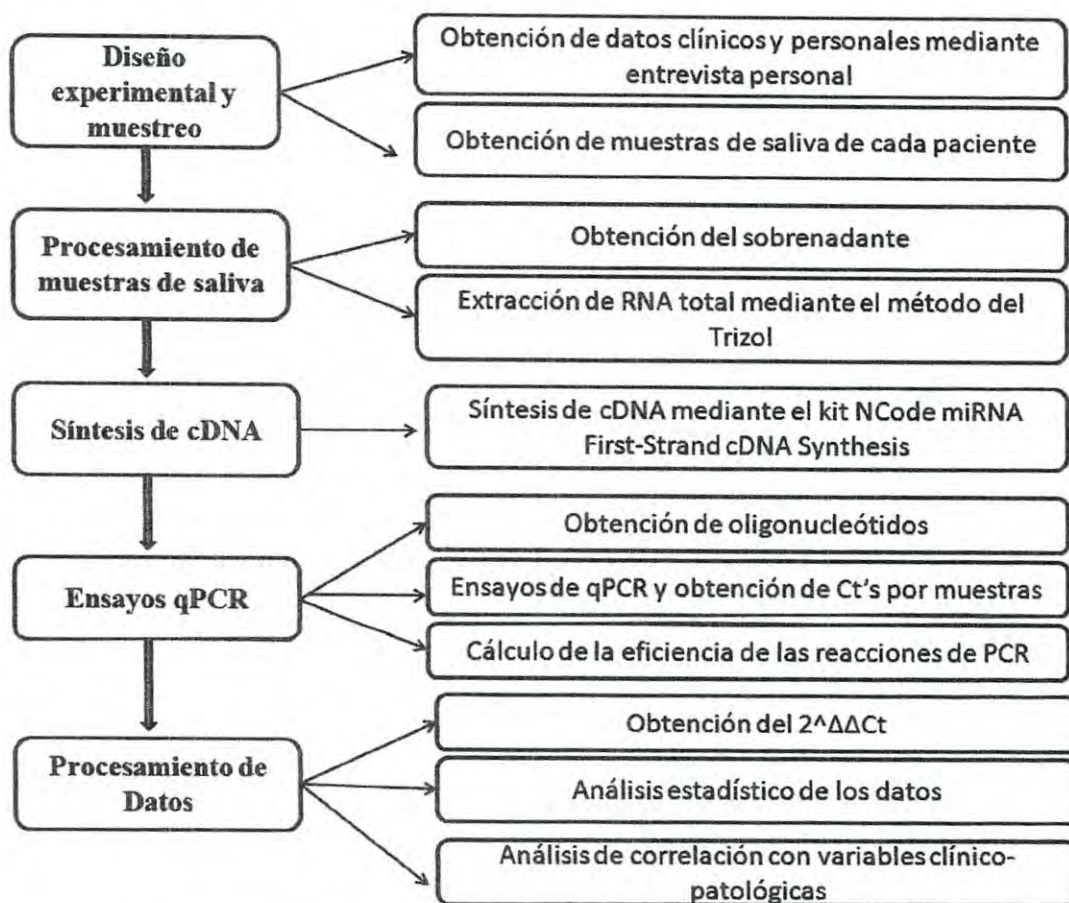 Diseño
experimental y
muestreo
Obtención de datos clínicos y personales mediante
entrevista personal
Obtención de muestras de saliva de cada paciente
Procesamiento de
muestras de saliva
Obtención del sobrenadante
Extracción de RNA total mediante el método del
Trizol
Síntesis de cDNA
Síntesis de cDNA mediante el kit NCode miRNA
First-Strand cDNA Synthesis
Ensayos qPCR
Obtención de oligonucleótidos
Ensayos de qPCR y obtención de Ct's por muestras
Cálculo de la eficiencia de las reacciones de PCR
Procesamiento de
Datos
Obtención del 2^ΔΔCt
Análisis estadístico de los datos
Análisis de correlación con variables clínico-
patológicas